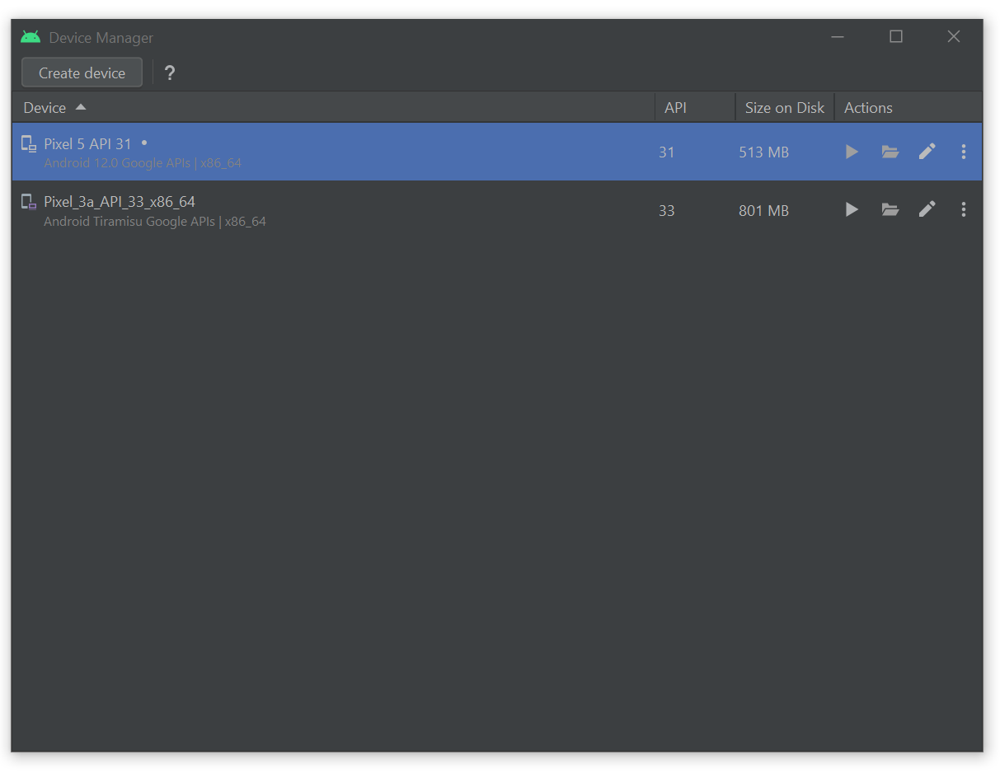 Device Manager
Create device ?
Device API Size on Disk Actions
Pixel 5 API 31 •
Android 12.0 Google APIs | x86_64
31 513 MB
Pixel_3a_API_33_x86_64
Android Tiramisu Google APIs | x86_64
33 801 MB